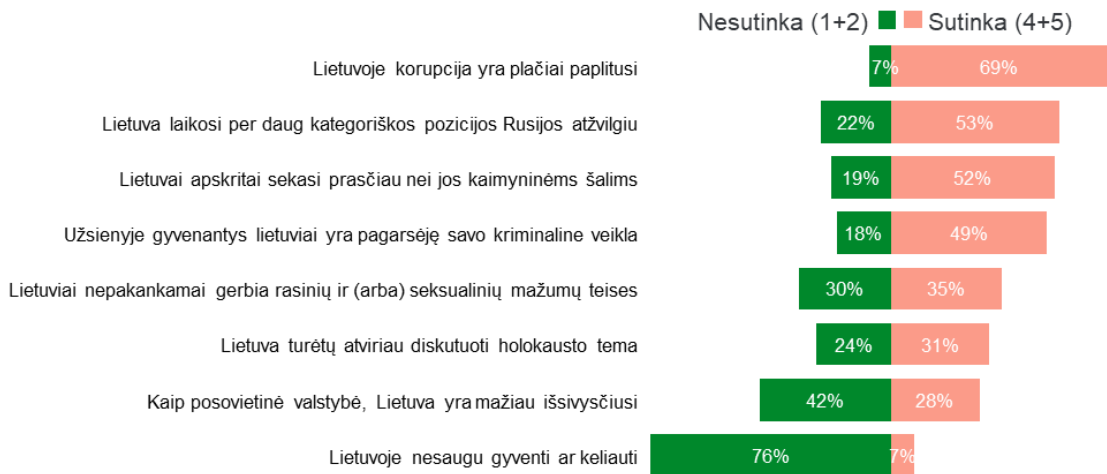 Nesutinka (1+2) Sutinka (4+5)
Lietuvoje korupcija yra plačiai paplitusi 7% 69%
Lietuva laikosi per daug kategoriškos pozicijos Rusijos atžvilgiu 22% 53%
Lietuvai apskritai sekasi prasčiau nei jos kaimyninėms šalims 19% 52%
Užsienyje gyvenantys lietuviai yra pagarsėję savo kriminaline veikla 18% 49%
Lietuviai nepakankamai gerbia rasinių ir (arba) seksualinių mažumų teises 30% 35%
Lietuva turėtų atviriau diskutuoti holokausto tema 24% 31%
Kaip posovietinė valstybė, Lietuva yra mažiau išsivysčiusi 42% 28%
Lietuvoje nesaugu gyventi ar keliauti 76% 7%